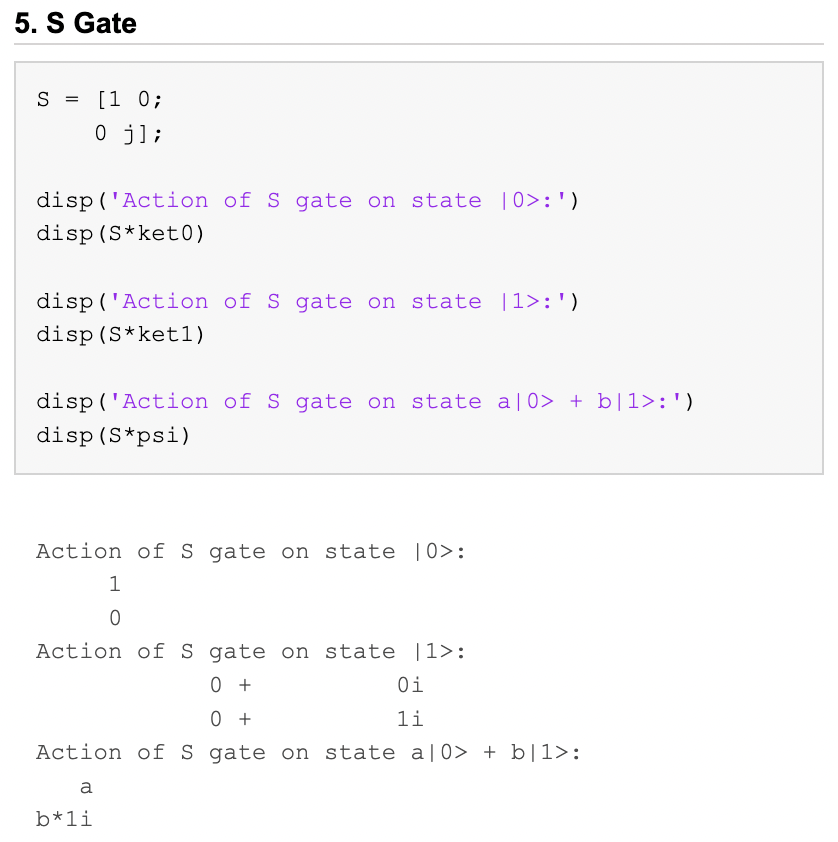 5. S Gate
S = [1 0;
    0 j];
disp('Action of S gate on state |0>:')
disp(S*ket0)
disp('Action of S gate on state |1>:')
disp(S*ket1)
disp('Action of S gate on state a|0> + b|1>:')
disp(S*psi)
Action of S gate on state |0>:
     1
     0
Action of S gate on state |1>:
            0 +          0i
            0 +          1i
Action of S gate on state a|0> + b|1>:
   a
b*1i